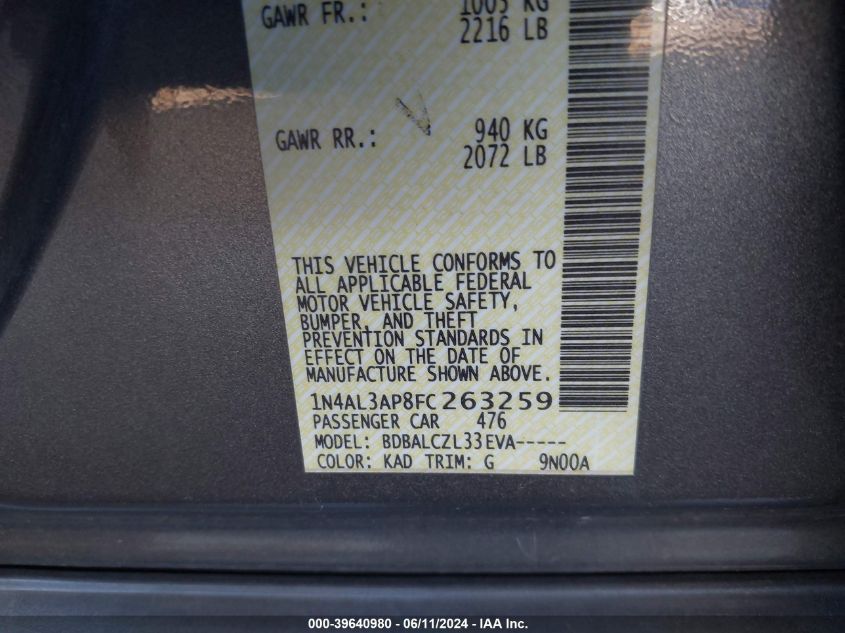 GAWR FR.: 1005 KG
2216 LB
GAWR RR.: 940 KG
2072 LB
THIS VEHICLE CONFORMS TO
ALL APPLICABLE FEDERAL
MOTOR VEHICLE SAFETY,
BUMPER, AND THEFT
PREVENTION STANDARDS IN
EFFECT ON THE DATE OF
MANUFACTURE SHOWN ABOVE.
1N4AL3AP8FC263259
PASSENGER CAR 476
MODEL: BDBALCZL33EVA-----
COLOR: KAD TRIM: G 9N00A
000-39640980 - 06/11/2024 - IAA Inc.